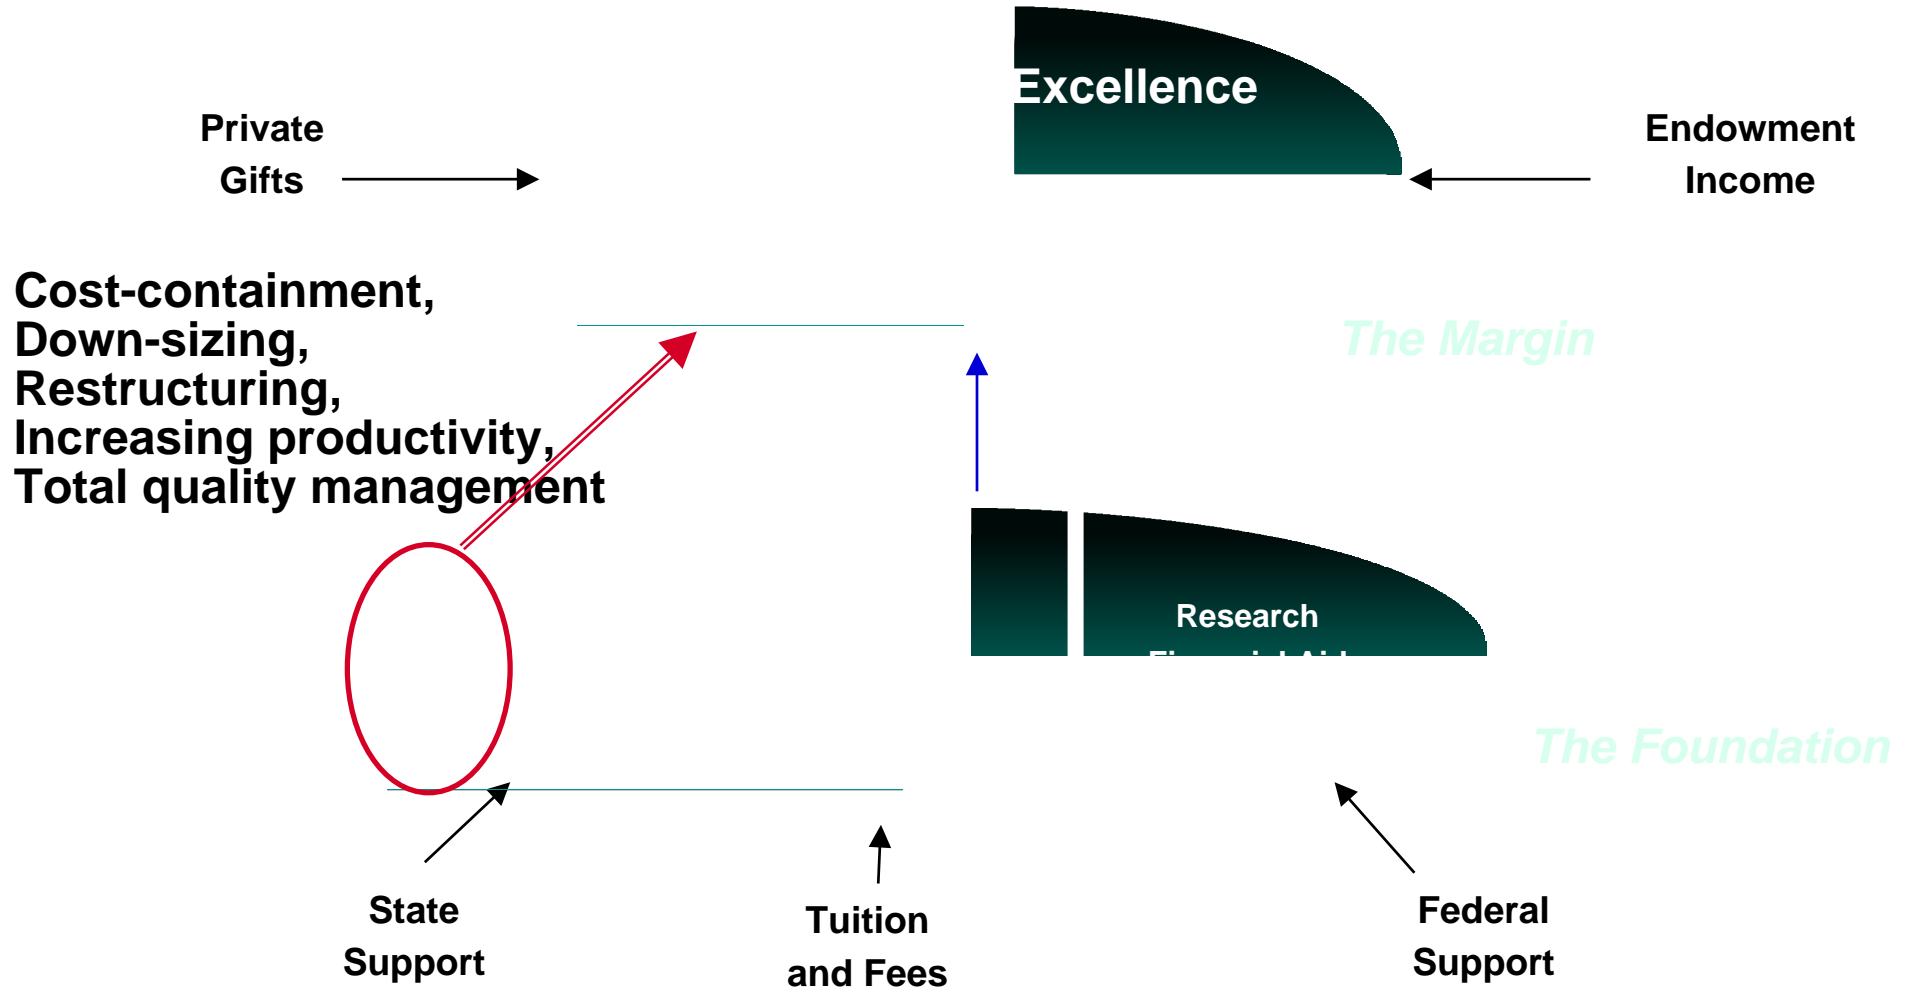 Excellence
Private
Gifts
Endowment
Income
Cost-containment,
Down-sizing,
Restructuring,
Increasing productivity,
Total quality management
The Margin
Research
The Foundation
State
Support
Tuition
and Fees
Federal
Support